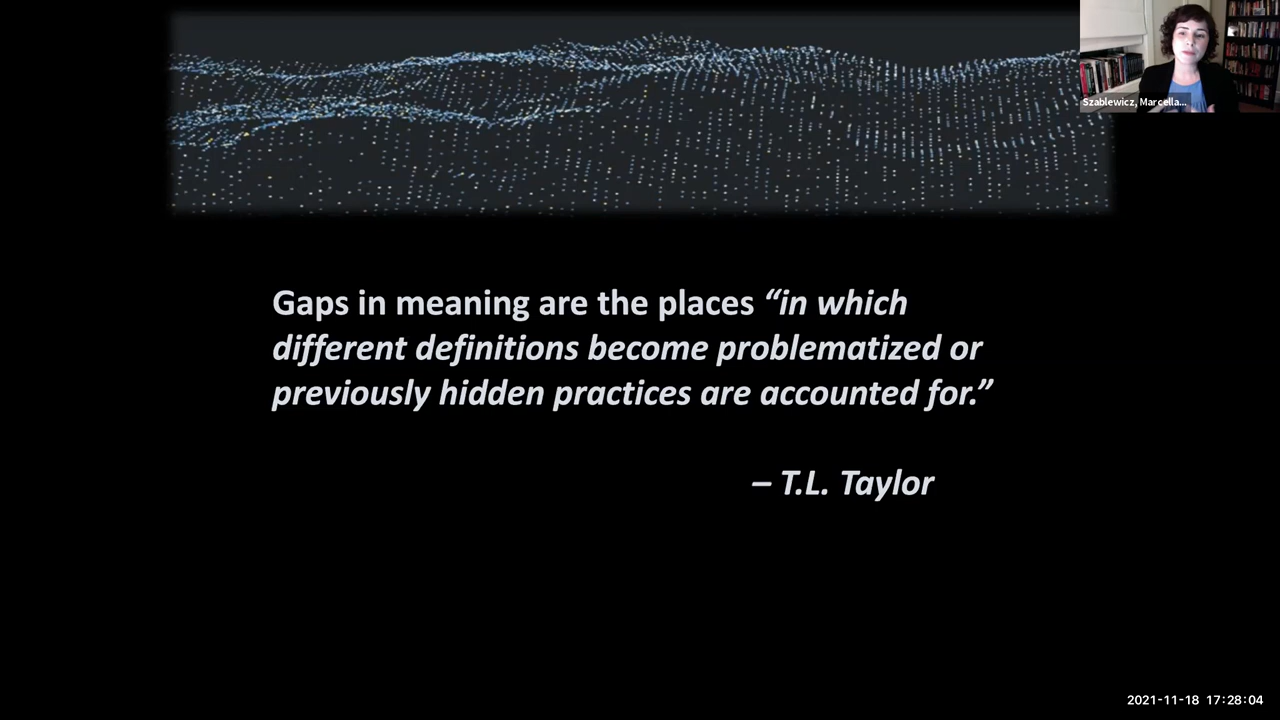 Szablewicz, Marcella...
Gaps in meaning are the places “in which
different definitions become problematized or
previously hidden practices are accounted for.”
– T.L. Taylor
2021-11-18 17:28:04